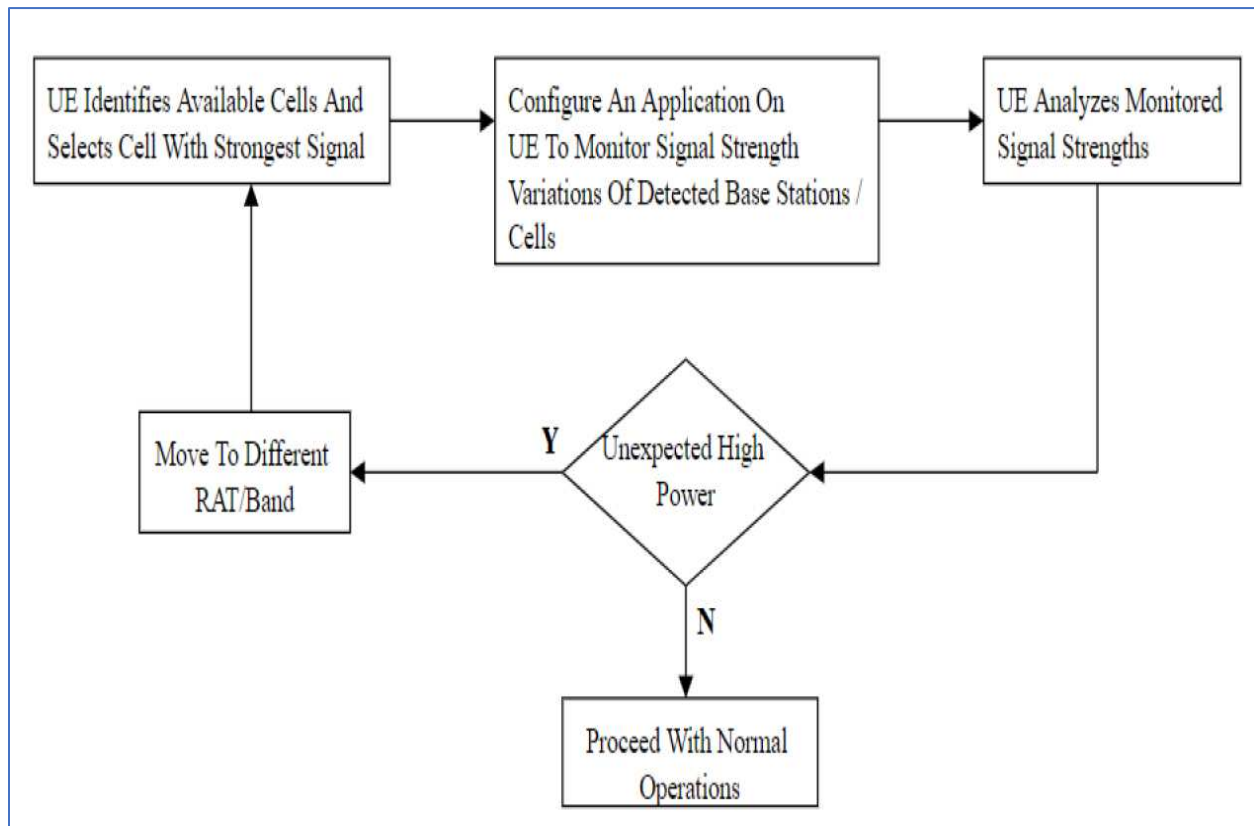 UE Identifies Available Cells And
Selects Cell With Strongest Signal
Configure An Application On
UE To Monitor Signal Strength
Variations Of Detected Base Stations /
Cells
UE Analyzes Monitored
Signal Strengths
Unexpected High
Power
Y
Move To Different
RAT/Band
N
Proceed With Normal
Operations